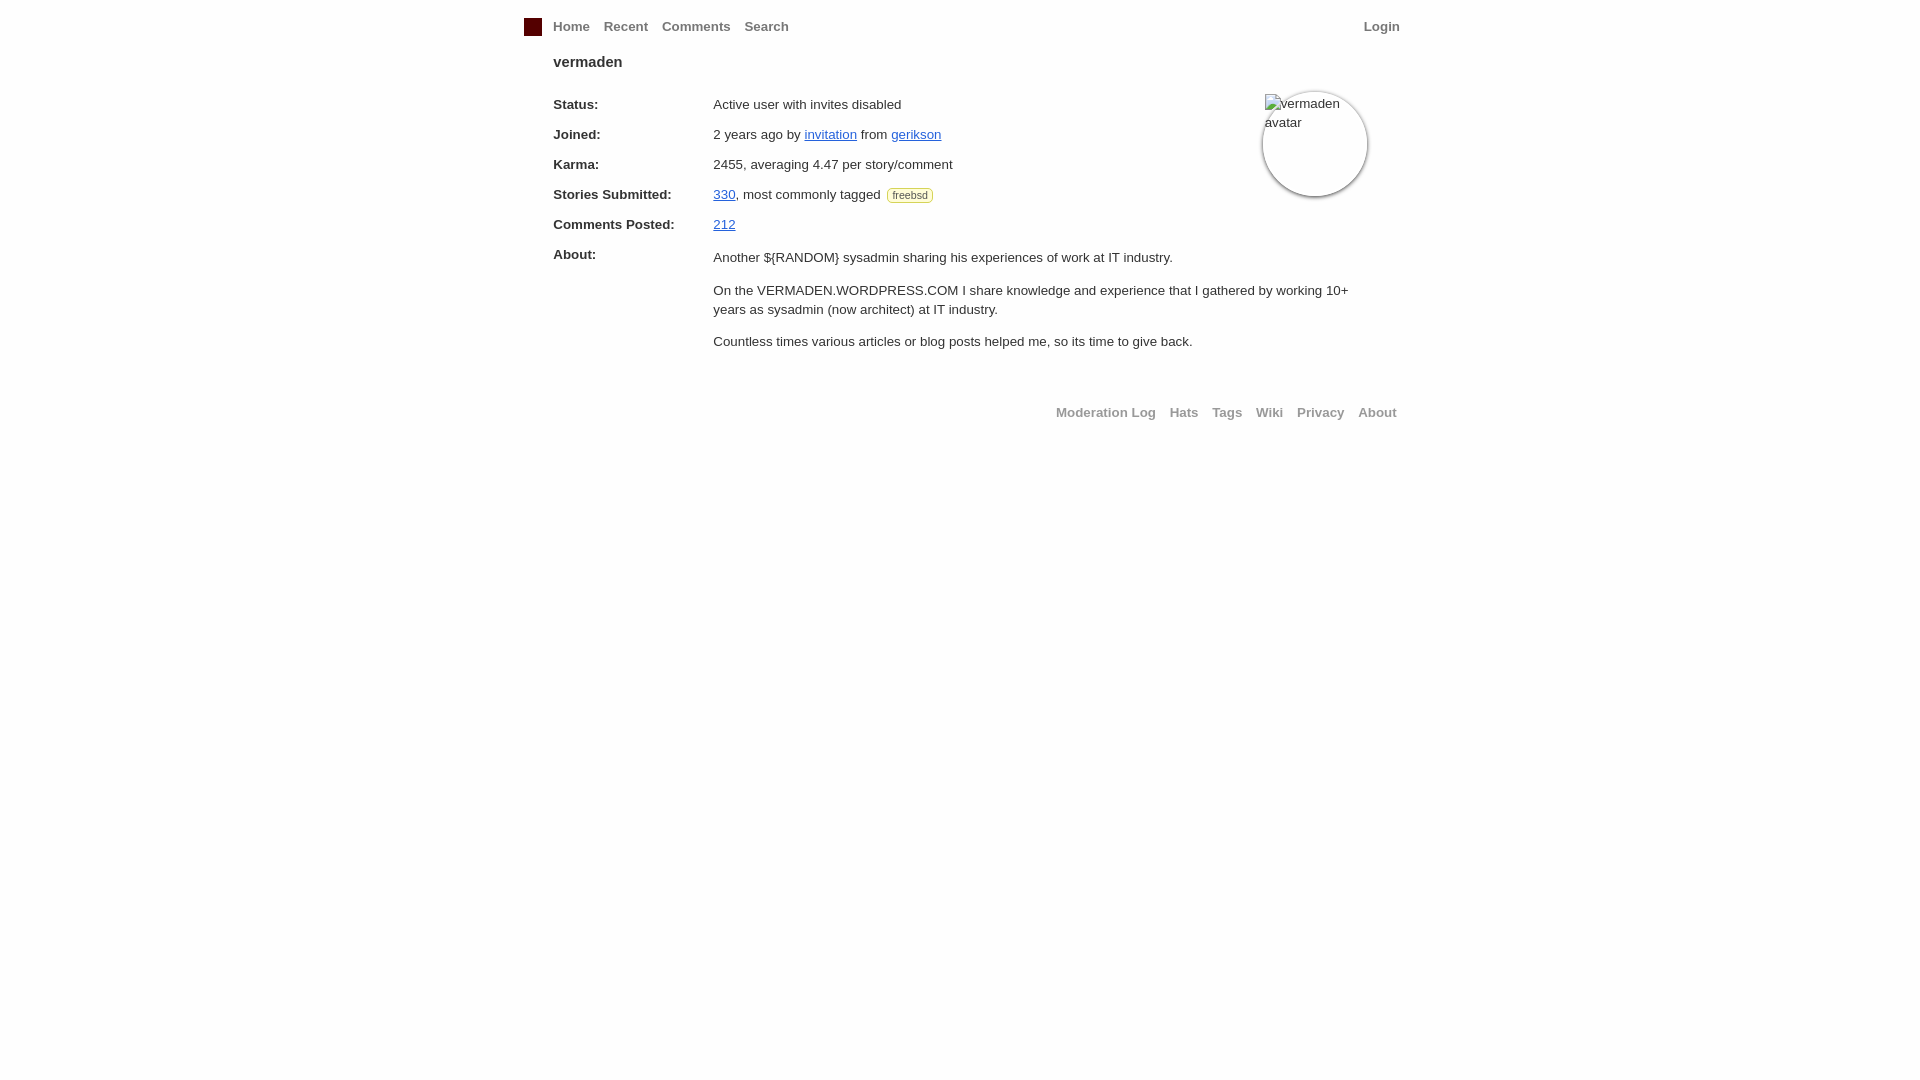 Home Recent Comments Search Login
vermaden
Status: Active user with invites disabled
Joined: 2 years ago by invitation from gerikson
Karma: 2455, averaging 4.47 per story/comment
Stories Submitted: 330, most commonly tagged freebsd
Comments Posted: 212
vermaden
avatar
About: Another ${RANDOM} sysadmin sharing his experiences of work at IT industry.
On the VERMADEN.WORDPRESS.COM I share knowledge and experience that I gathered by working 10+
years as sysadmin (now architect) at IT industry.
Countless times various articles or blog posts helped me, so its time to give back.
Moderation Log Hats Tags Wiki Privacy About